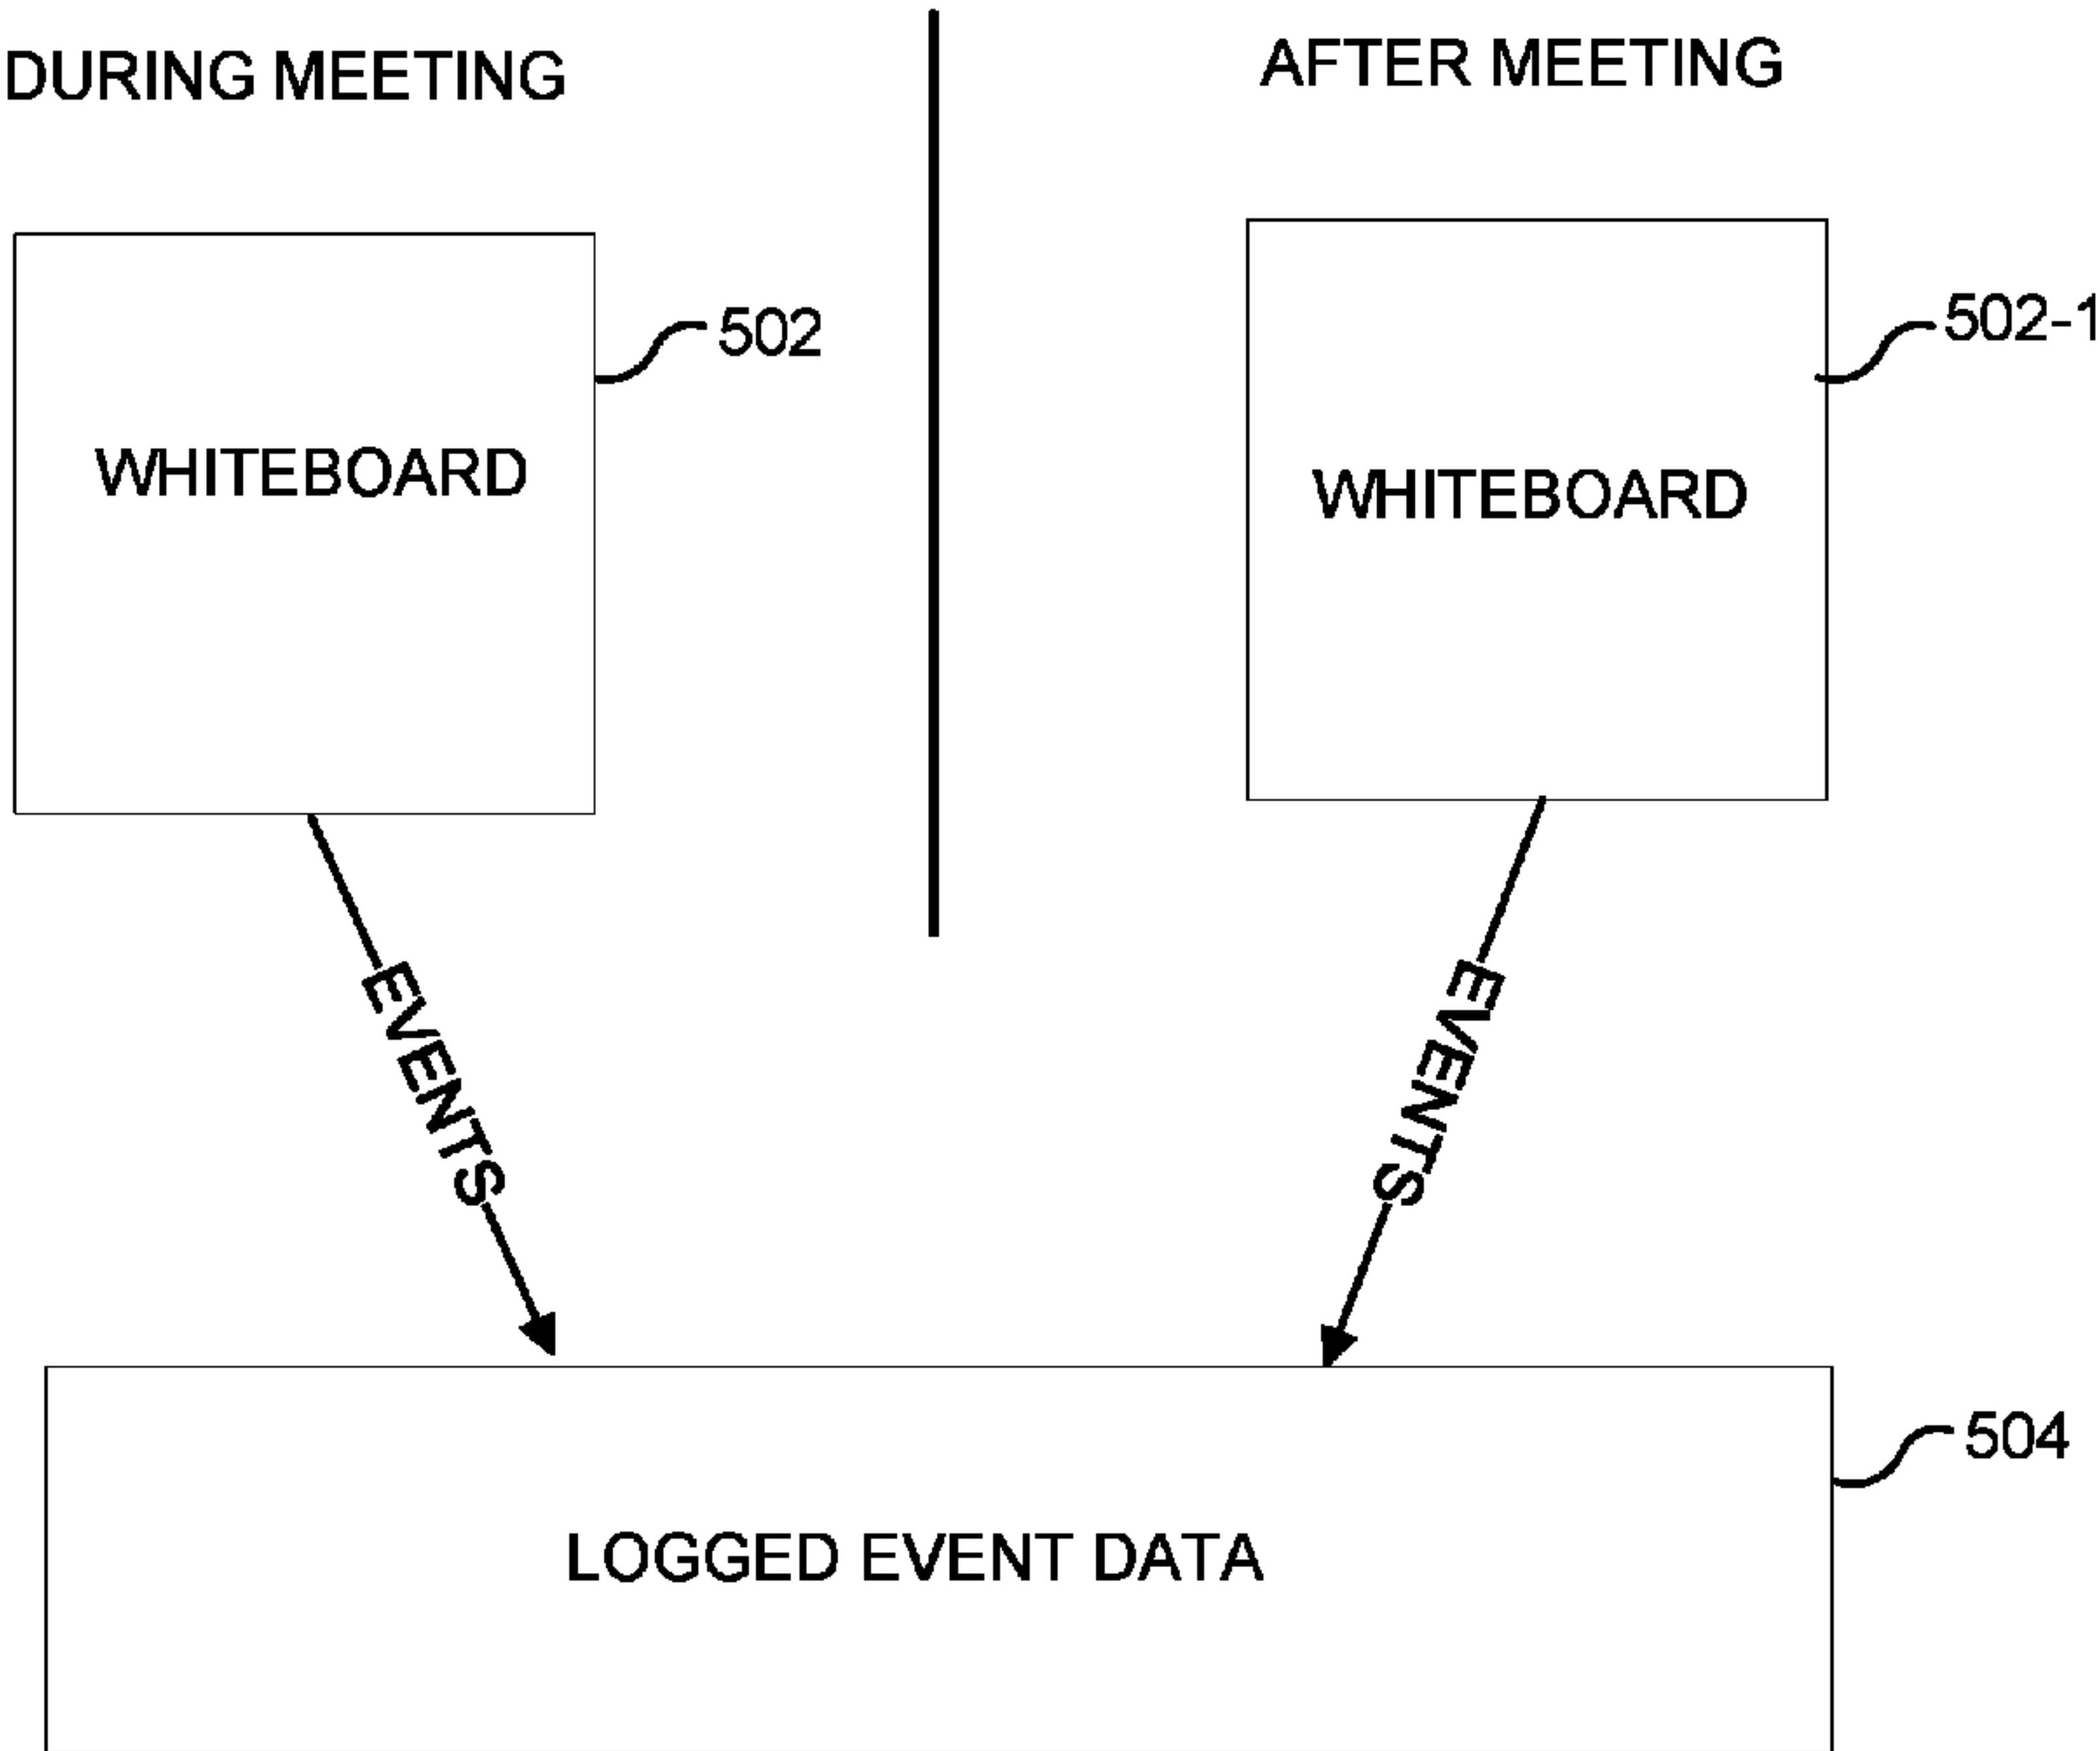 DURING MEETING
AFTER MEETING
502
502-1
WHITEBOARD
WHITEBOARD
EVENTS
EVENTS
504
LOGGED EVENT DATA